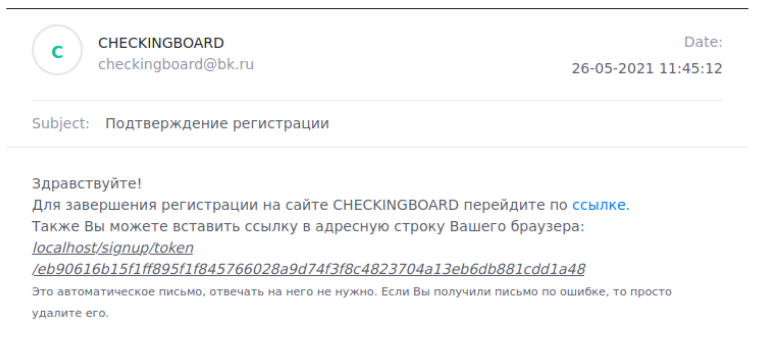 C
CHECKINGBOARD
checkingboard@bk.ru
Date:
26-05-2021 11:45:12
Subject: Подтверждение регистрации
Здравствуйте!
Для завершения регистрации на сайте CHECKINGBOARD перейдите по ссылке.
Также Вы можете вставить ссылку в адресную строку Вашего браузера:
localhost/signup/token
/eb90616b15f1ff895f1f845766028a9d74f3f8c4823704a13eb6db881cdd1a48
Это автоматическое письмо, отвечать на него не нужно. Если Вы получили письмо по ошибке, то просто
удалите его.